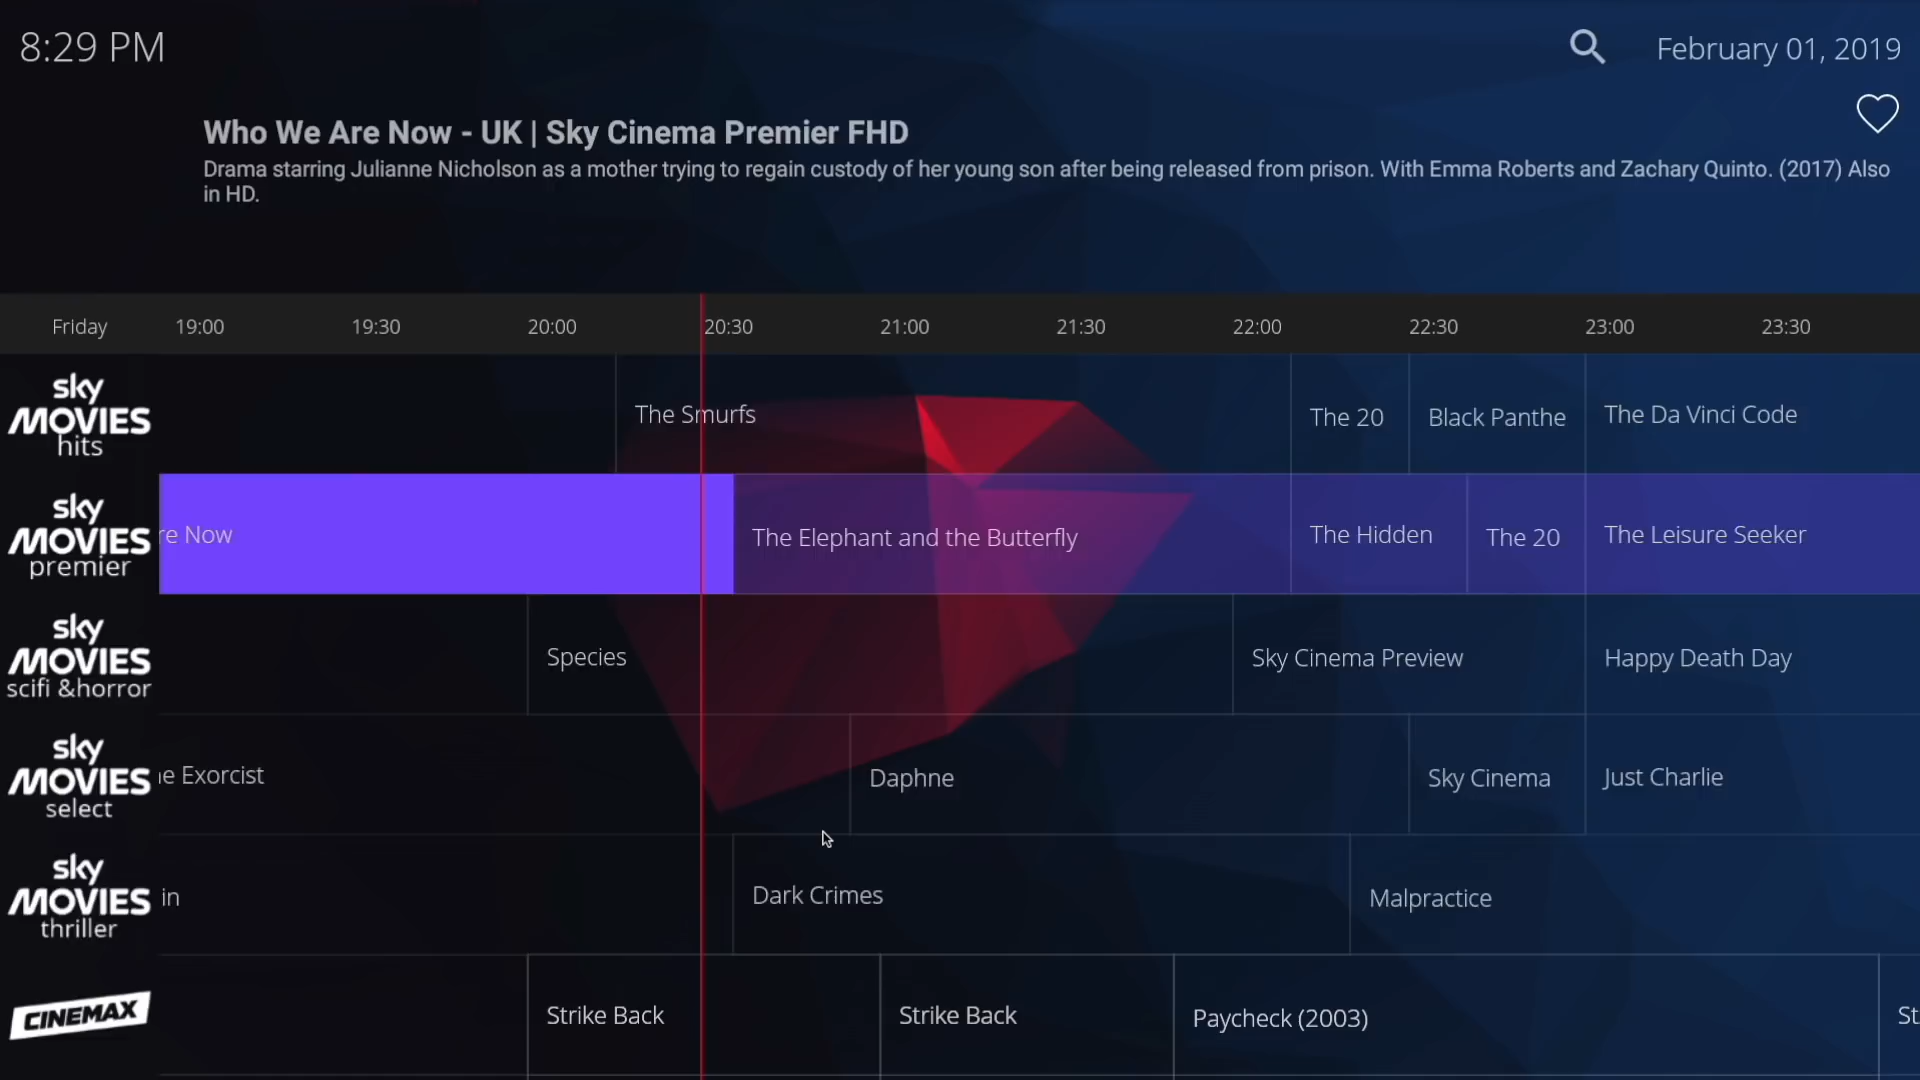 8:29 PM
February 01, 2019
Who We Are Now - UK | Sky Cinema Premier FHD
Drama starring Julianne Nicholson as a mother trying to regain custody of her young son after being released from prison. With Emma Roberts and Zachary Quinto. (2017) Also
in HD.
Friday 19:00 19:30 20:00 20:30 21:00 21:30 22:00 22:30 23:00 23:30
sky
MOVIES
hits
The Smurfs
The 20
Black Panthe
The Da Vinci Code
sky
MOVIES
premier
re Now
The Elephant and the Butterfly
The Hidden
The 20
The Leisure Seeker
sky
MOVIES
scifi &horror
Species
Sky Cinema Preview
Happy Death Day
sky
MOVIES
select
e Exorcist
Daphne
Sky Cinema
Just Charlie
sky
MOVIES
thriller
in
Dark Crimes
Malpractice
CINEMAX
Strike Back
Strike Back
Paycheck (2003)
St